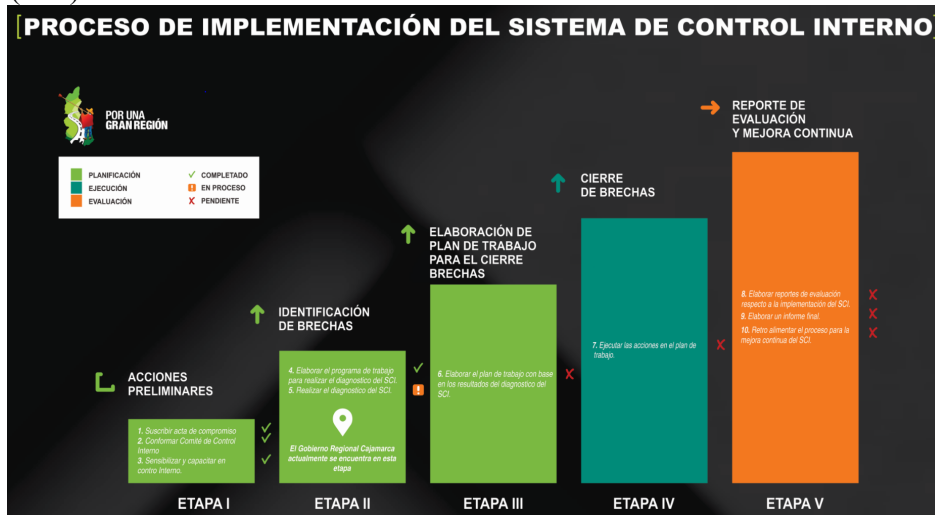 [PROCESO DE IMPLEMENTACIÓN DEL SISTEMA DE CONTROL INTERNO]
POR UNA
GRAN REGIÓN
PLANIFICACIÓN
EJECUCIÓN
EVALUACIÓN
COMPLETADO
EN PROCESO
PENDIENTE
ACCIONES
PRELIMINARES
1. Suscribir acta de compromiso
2. Conformar Comité de Control
Interno
3. Sensibilizar y capacitar en
contro Interno.
ETAPA I
IDENTIFICACIÓN
DE BRECHAS
4. Elaborar el programa de trabajo
para realizar el diagnostico del SCI.
5. Realizar el diagnostico del SCI.
El Gobierno Regional Cajamarca
actualmente se encuentra en esta
etapa
ETAPA II
ELABORACIÓN DE
PLAN DE TRABAJO
PARA EL CIERRE
BRECHAS
6. Elaborar el plan de trabajo con base
en los resultados del diagnostico del
SCI.
ETAPA III
CIERRE
DE BRECHAS
7. Ejecutar las acciones en el plan de
trabajo.
ETAPA IV
REPORTE DE
EVALUACIÓN
Y MEJORA CONTINUA
8. Elaborar reportes de evaluación
respecto a la implementación del SCI.
9. Elaborar un informe final.
10. Retro alimentar el proceso para la
mejora continua del SCI.
ETAPA V